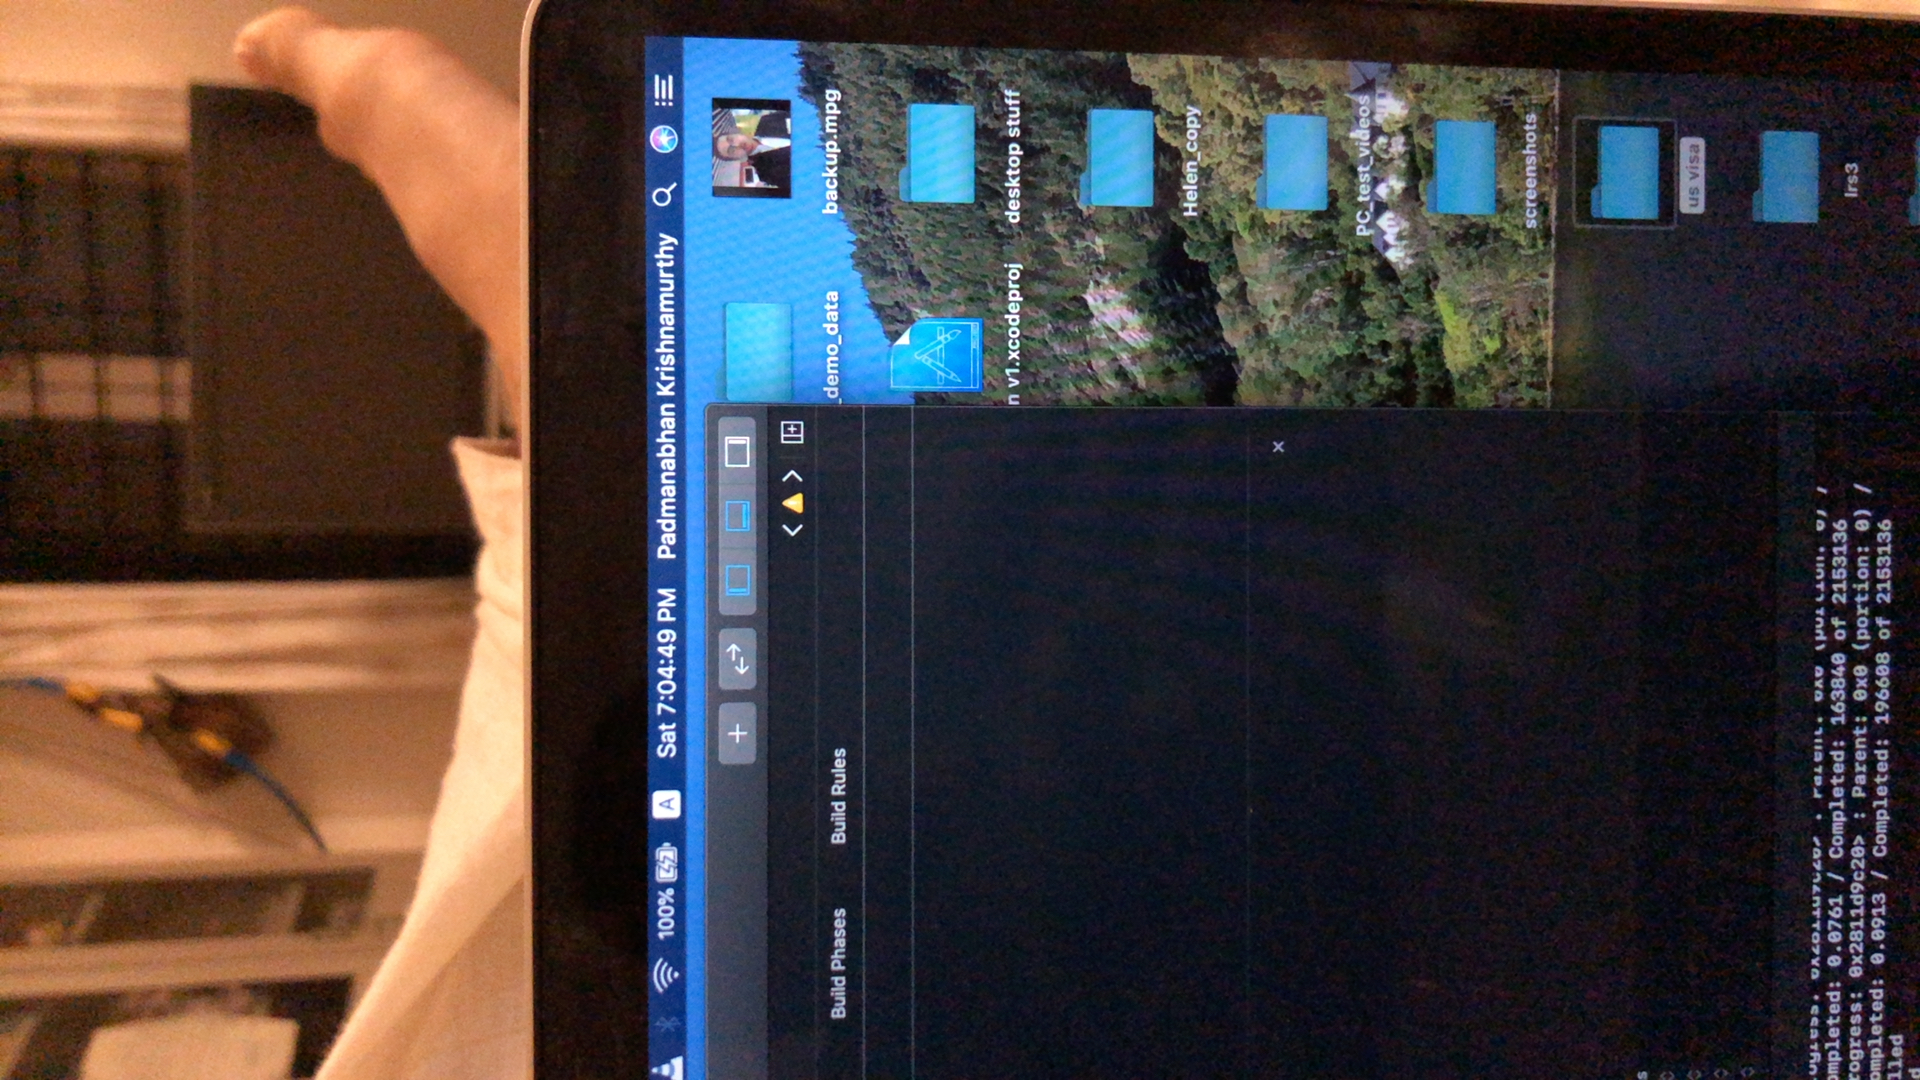 100% A Sat 7:04:49 PM Padmanabhan Krishnamurthy
_demo_data
backup.mpg
n v1.xcodeproj
desktop stuff
Helen_copy
PC_test_videos
screenshots
us visa
lrs3
Build Phases Build Rules
ompleted: 0.0761 / Completed: 163840 of 2153136
rogress: 0x2811d9c20> : Parent: 0x0 (portion: 0) /
ompleted: 0.0913 / Completed: 196608 of 2153136
lled